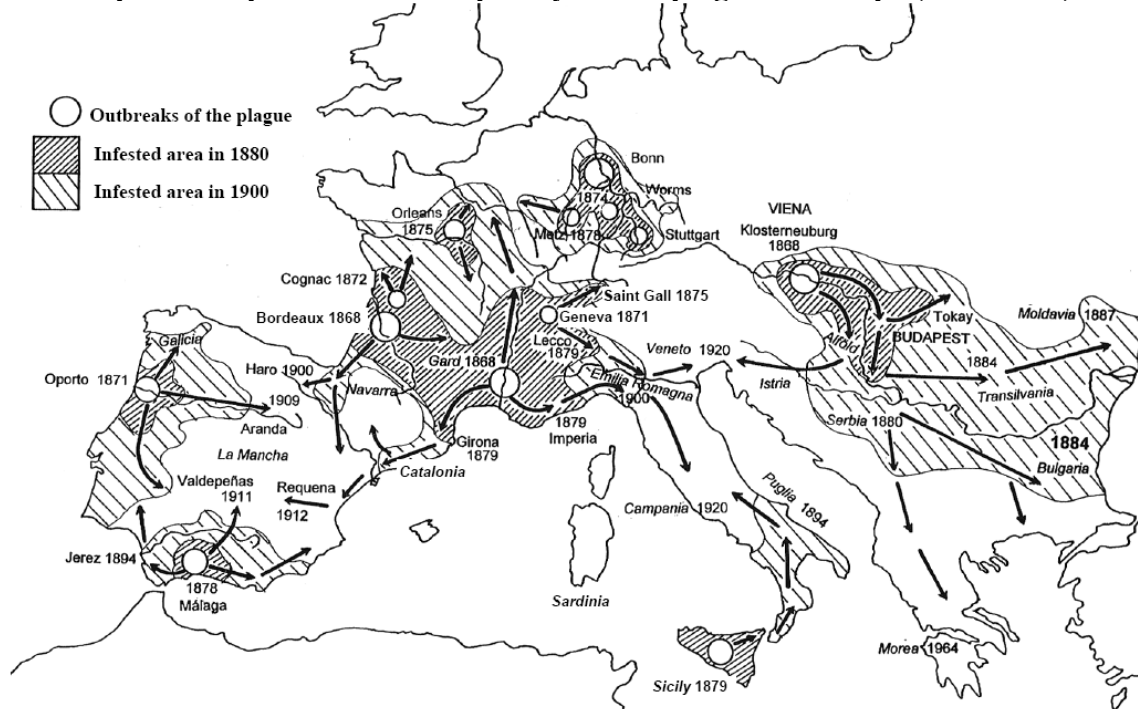 Outbreaks of the plague
Infested area in 1880
Infested area in 1900
Bonn
Worms
1874
Orleans
1875
Metz 1878
Stuttgart
VIENA
Klosterneuburg
1868
Cognac 1872
Saint Gall 1875
Geneva 1871
Bordeaux 1868
Lecco
1879
Gard 1868
Tokay
Moldavia 1887
BUDAPEST
Alfold
Galicia
Haro 1900
Navarra
Veneto 1920
Istria
1884
Transilvania
Oporto 1871
1909
Aranda
Emilia Romagna
1900
1879
Imperia
Girona
1879
Serbia 1880
1884
Bulgaria
La Mancha
Catalonia
Valdepeñas
1911
Requena
1912
Campania 1920
Puglia 1894
Jerez 1894
1878
Málaga
Sardinia
Morea 1964
Sicily 1879